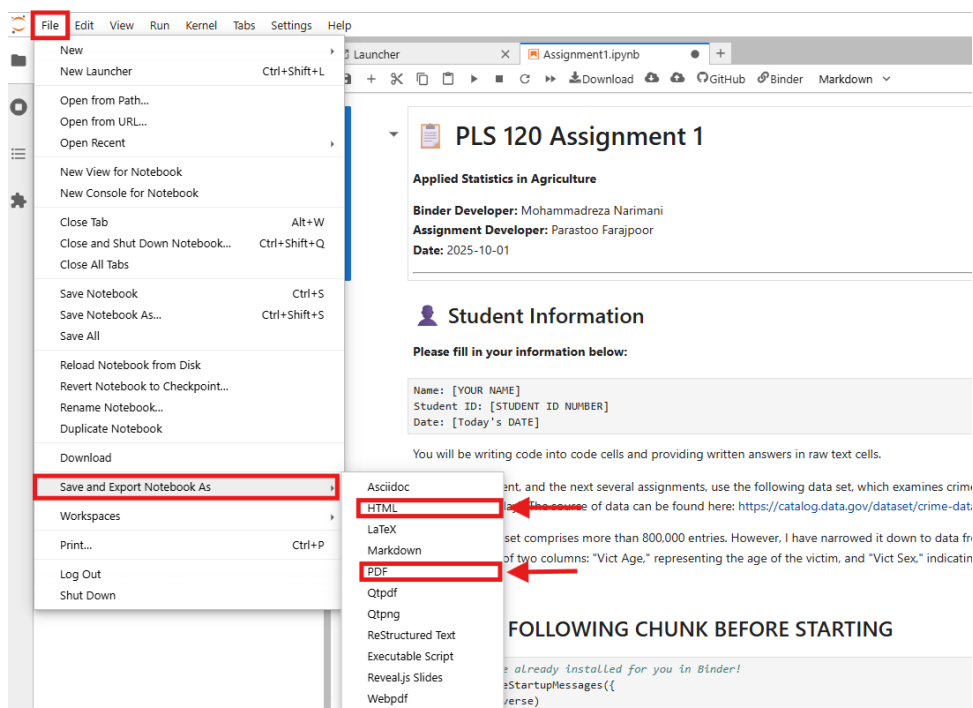 File Edit View Run Kernel Tabs Settings Help
New
New Launcher Ctrl+Shift+L
Open from Path...
Open from URL...
Open Recent
New View for Notebook
New Console for Notebook
Close Tab Alt+W
Close and Shut Down Notebook... Ctrl+Shift+Q
Close All Tabs
Save Notebook Ctrl+S
Save Notebook As... Ctrl+Shift+S
Save All
Reload Notebook from Disk
Revert Notebook to Checkpoint...
Rename Notebook...
Duplicate Notebook
Download
Save and Export Notebook As
Workspaces
Print... Ctrl+P
Log Out
Shut Down
Asciidoc
HTML
LaTeX
Markdown
PDF
Qtpdf
Qtpng
ReStructured Text
Executable Script
Reveal.js Slides
Webpdf
Launcher
Assignment1.ipynb
Download GitHub Binder Markdown
PLS 120 Assignment 1
Applied Statistics in Agriculture
Binder Developer: Mohammadreza Narimani
Assignment Developer: Parastoo Farajpoor
Date: 2025-10-01
Student Information
Please fill in your information below:
Name: [YOUR NAME]
Student ID: [STUDENT ID NUMBER]
Date: [Today's DATE]
You will be writing code into code cells and providing written answers in raw text cells.
ent, and the next several assignments, use the following data set, which examines crime
The source of data can be found here: https://catalog.data.gov/dataset/crime-dat
set comprises more than 800,000 entries. However, I have narrowed it down to data fr
of two columns: "Vict Age," representing the age of the victim, and "Vict Sex," indicatin
FOLLOWING CHUNK BEFORE STARTING
e already installed for you in Binder!
eStartupMessages({
verse)